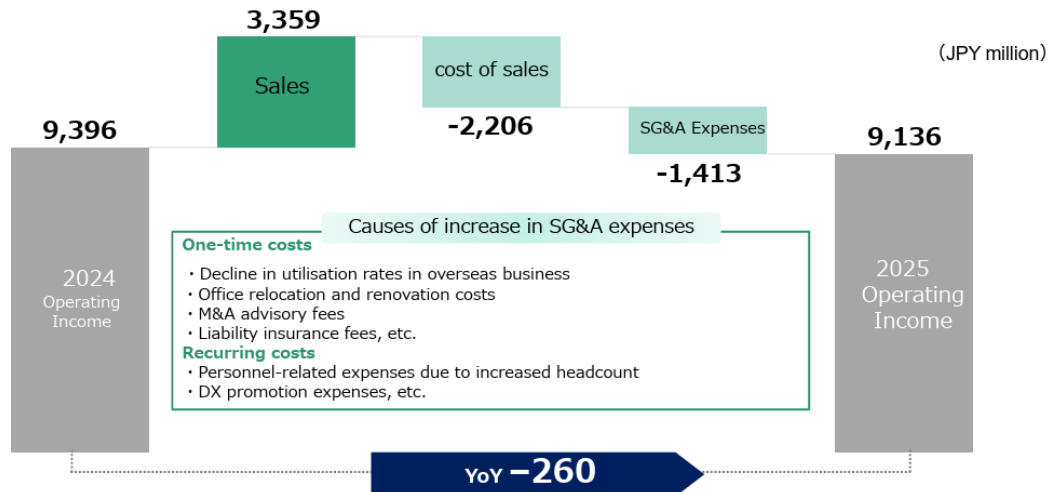 3,359
(JPY million)
Sales
cost of sales
-2,206
SG&A Expenses
-1,413
9,396
9,136
Causes of increase in SG&A expenses
One-time costs
・Decline in utilisation rates in overseas business
・Office relocation and renovation costs
・M&A advisory fees
・Liability insurance fees, etc.
Recurring costs
・Personnel-related expenses due to increased headcount
・DX promotion expenses, etc.
2024
Operating
Income
2025
Operating
Income
YoY −260